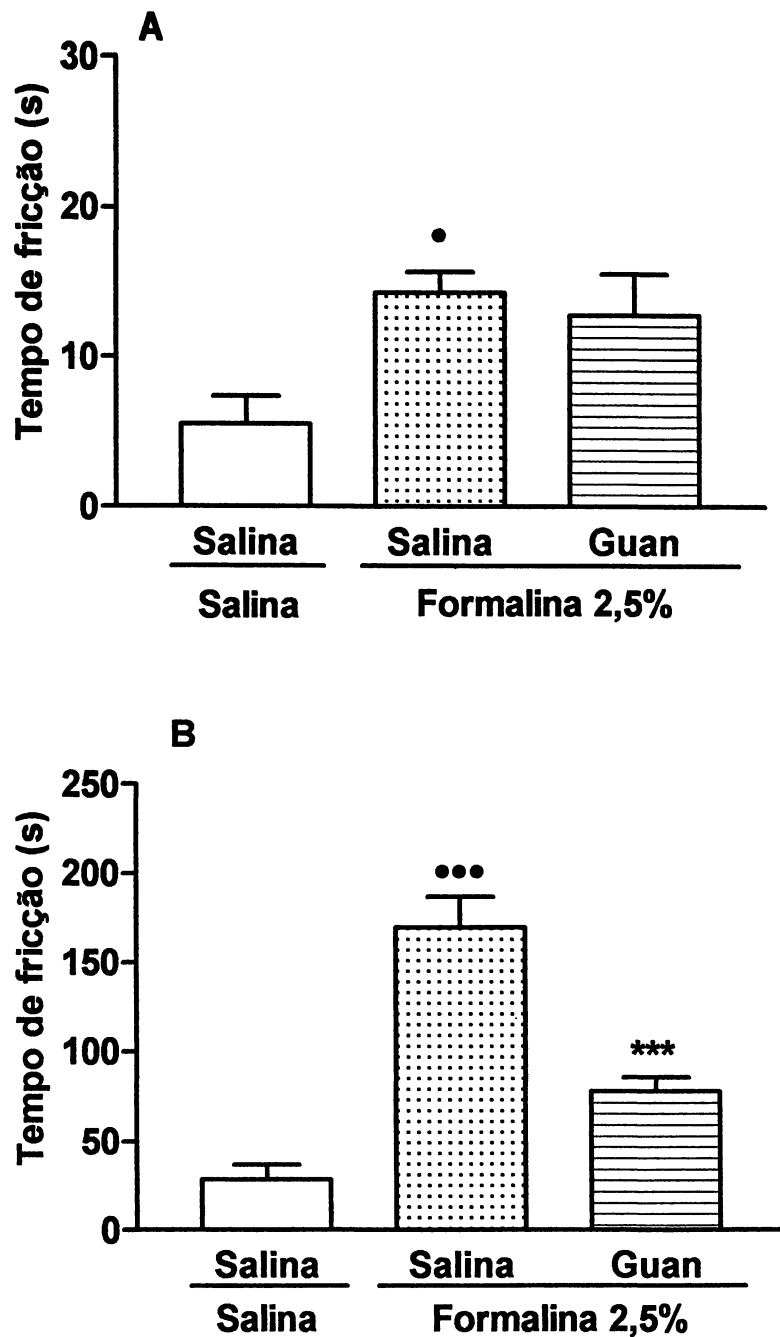 A
Tempo de fricção (s)
30
20
10
0
•
Salina Salina Guan
Salina Formalina 2,5%
B
Tempo de fricção (s)
250
200
150
100
50
0
•••
***
Salina Salina Guan
Salina Formalina 2,5%